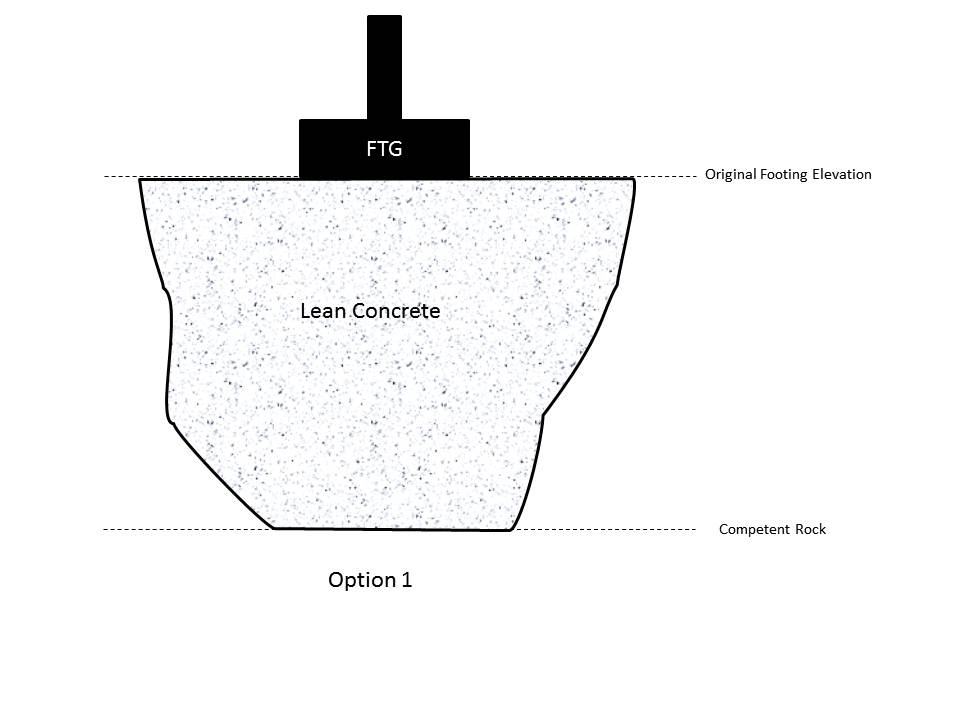 FTG
Original Footing Elevation
Lean Concrete
Competent Rock
Option 1